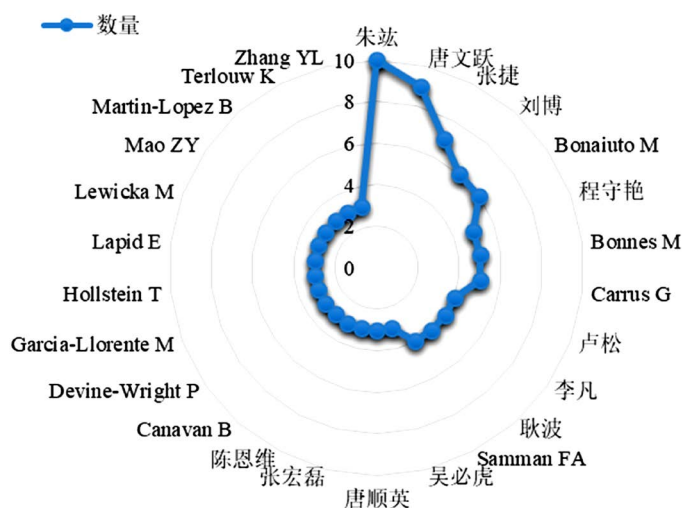 数量
朱竑
唐文跃
张捷
刘博
Bonaiuto M
程守艳
Bonnes M
Carrus G
卢松
李凡
耿波
Samman FA
吴必虎
唐顺英
张宏磊
陈恩维
Canavan B
Devine-Wright P
Garcia-Llorente M
Hollstein T
Lapid E
Lewicka M
Mao ZY
Martin-Lopez B
Terlouw K
Zhang YL
10
8
6
4
2
0